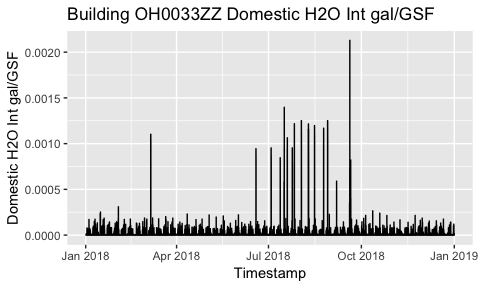 Building OH0033ZZ Domestic H2O Int gal/GSF
Domestic H2O Int gal/GSF
0.0020
0.0015
0.0010
0.0005
0.0000
Jan 2018
Apr 2018
Jul 2018
Oct 2018
Jan 2019
Timestamp